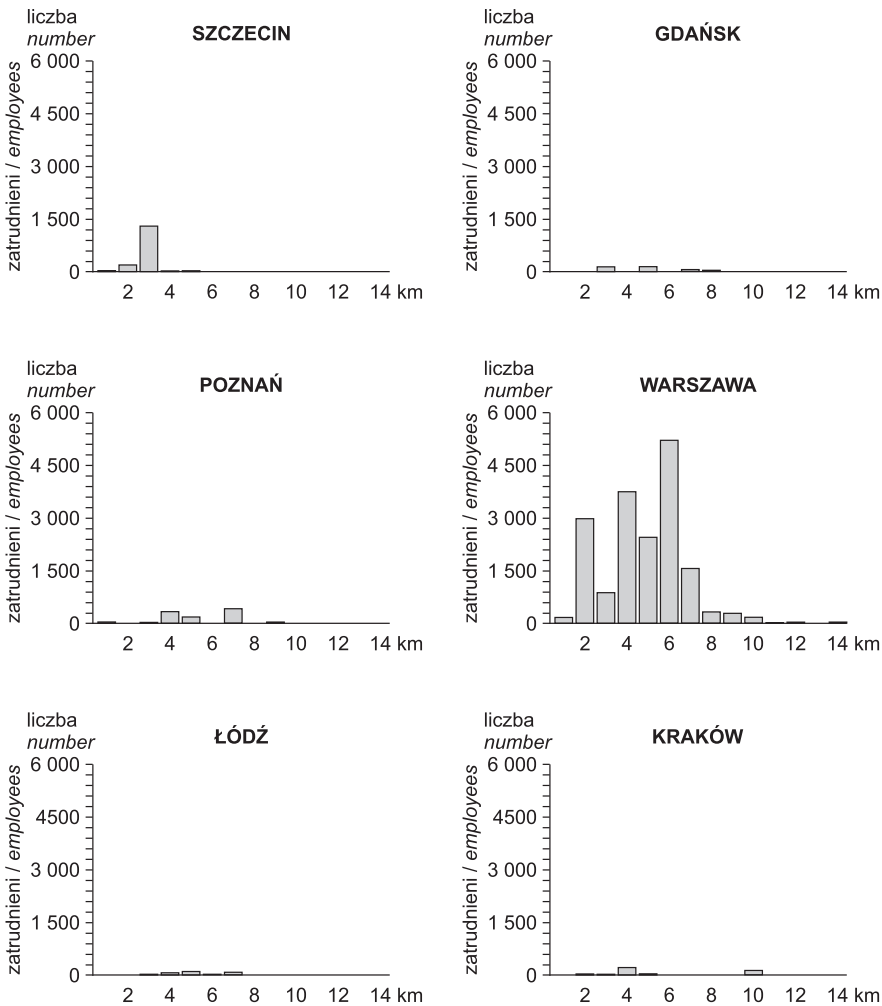 liczba
number
SZCZECIN
6 000
4 500
3 000
1 500
0
zatrudnieni / employees
2 4 6 8 10 12 14 km
liczba
number
GDAŃSK
6 000
4 500
3 000
1 500
0
zatrudnieni / employees
2 4 6 8 10 12 14 km
liczba
number
POZNAŃ
6 000
4 500
3 000
1 500
0
zatrudnieni / employees
2 4 6 8 10 12 14 km
liczba
number
WARSZAWA
6 000
4 500
3 000
1 500
0
zatrudnieni / employees
2 4 6 8 10 12 14 km
liczba
number
ŁÓDŹ
6 000
4500
3 000
1 500
0
zatrudnieni / employees
2 4 6 8 10 12 14 km
liczba
number
KRAKÓW
6 000
4500
3 000
1 500
0
zatrudnieni / employees
2 4 6 8 10 12 14 km